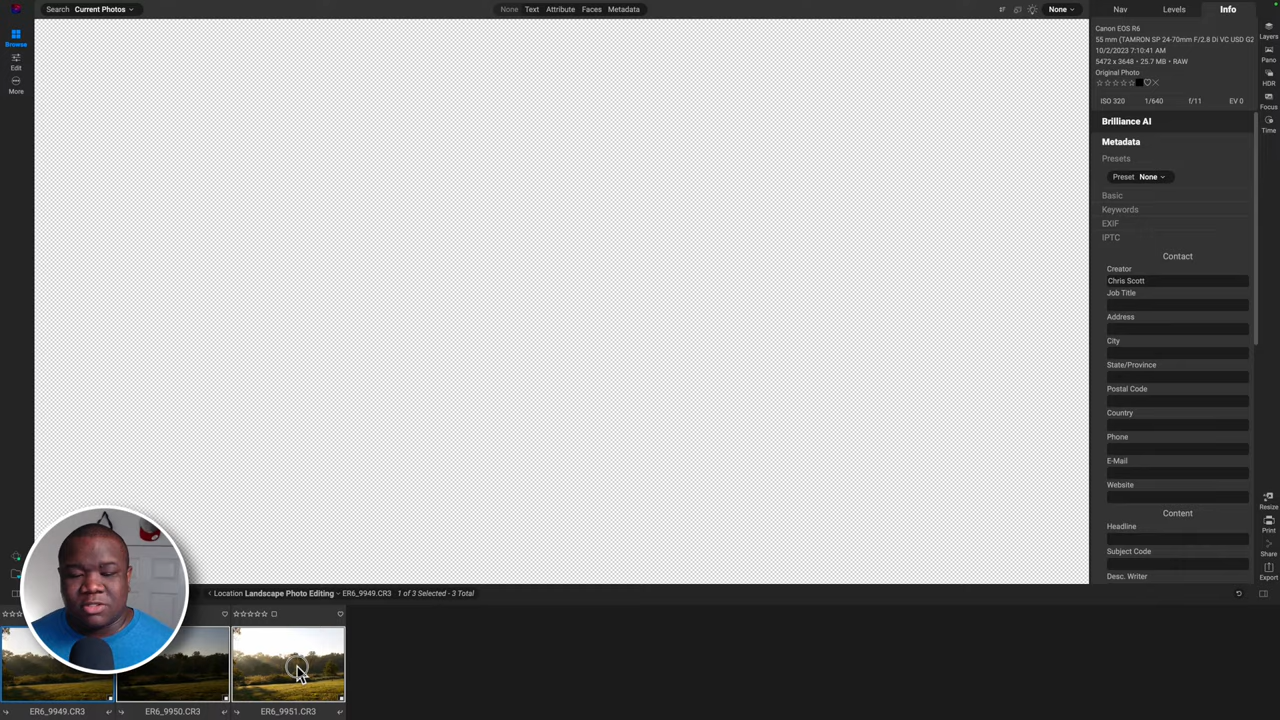 Search Current Photos
None Text Attribute Faces Metadata
None
Nav Levels Info
Browse
Edit
More
Canon EOS R6
55 mm (TAMRON SP 24-70mm F/2.8 Di VC USD G2
10/2/2023 7:10:41 AM
5472 x 3648 • 25.7 MB • RAW
Original Photo
ISO 320 1/640 f/11 EV 0
Brilliance AI
Metadata
Presets
Preset None
Basic
Keywords
EXIF
IPTC
Contact
Creator
Chris Scott
Job Title
Address
City
State/Province
Postal Code
Country
Phone
E-Mail
Website
Content
Headline
Subject Code
Desc. Writer
Layers
Pano
HDR
Focus
Time
Resize
Print
Share
Export
Location Landscape Photo Editing ER6_9949.CR3 1 of 3 Selected - 3 Total
ER6_9949.CR3
ER6_9950.CR3
ER6_9951.CR3